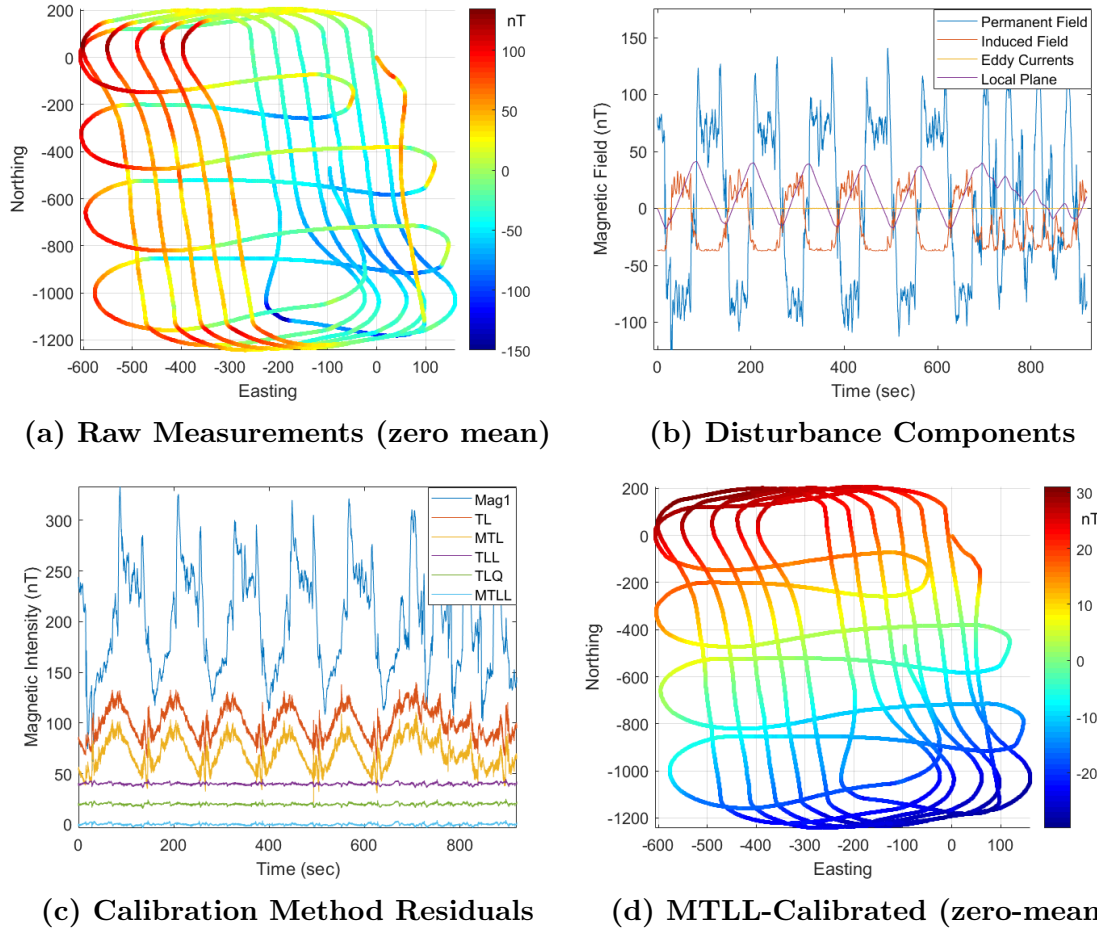 nT
200
0
-200
-400
-600
-800
-1000
-1200
Northing
-600 -500 -400 -300 -200 -100 0 100
Easting
100
50
0
-50
-100
-150
(a) Raw Measurements (zero mean)
Permanent Field
Induced Field
Eddy Currents
Local Plane
150
100
50
0
-50
-100
Magnetic Field (nT)
0 200 400 600 800
Time (sec)
(b) Disturbance Components
Mag1
TL
MTL
TLL
TLQ
MTLL
300
250
200
150
100
50
0
Magnetic Intensity (nT)
0 200 400 600 800
Time (sec)
(c) Calibration Method Residuals
200
0
-200
-400
-600
-800
-1000
-1200
Northing
-600 -500 -400 -300 -200 -100 0 100
Easting
30
nT
20
10
0
-10
-20
(d) MTLL-Calibrated (zero-mean